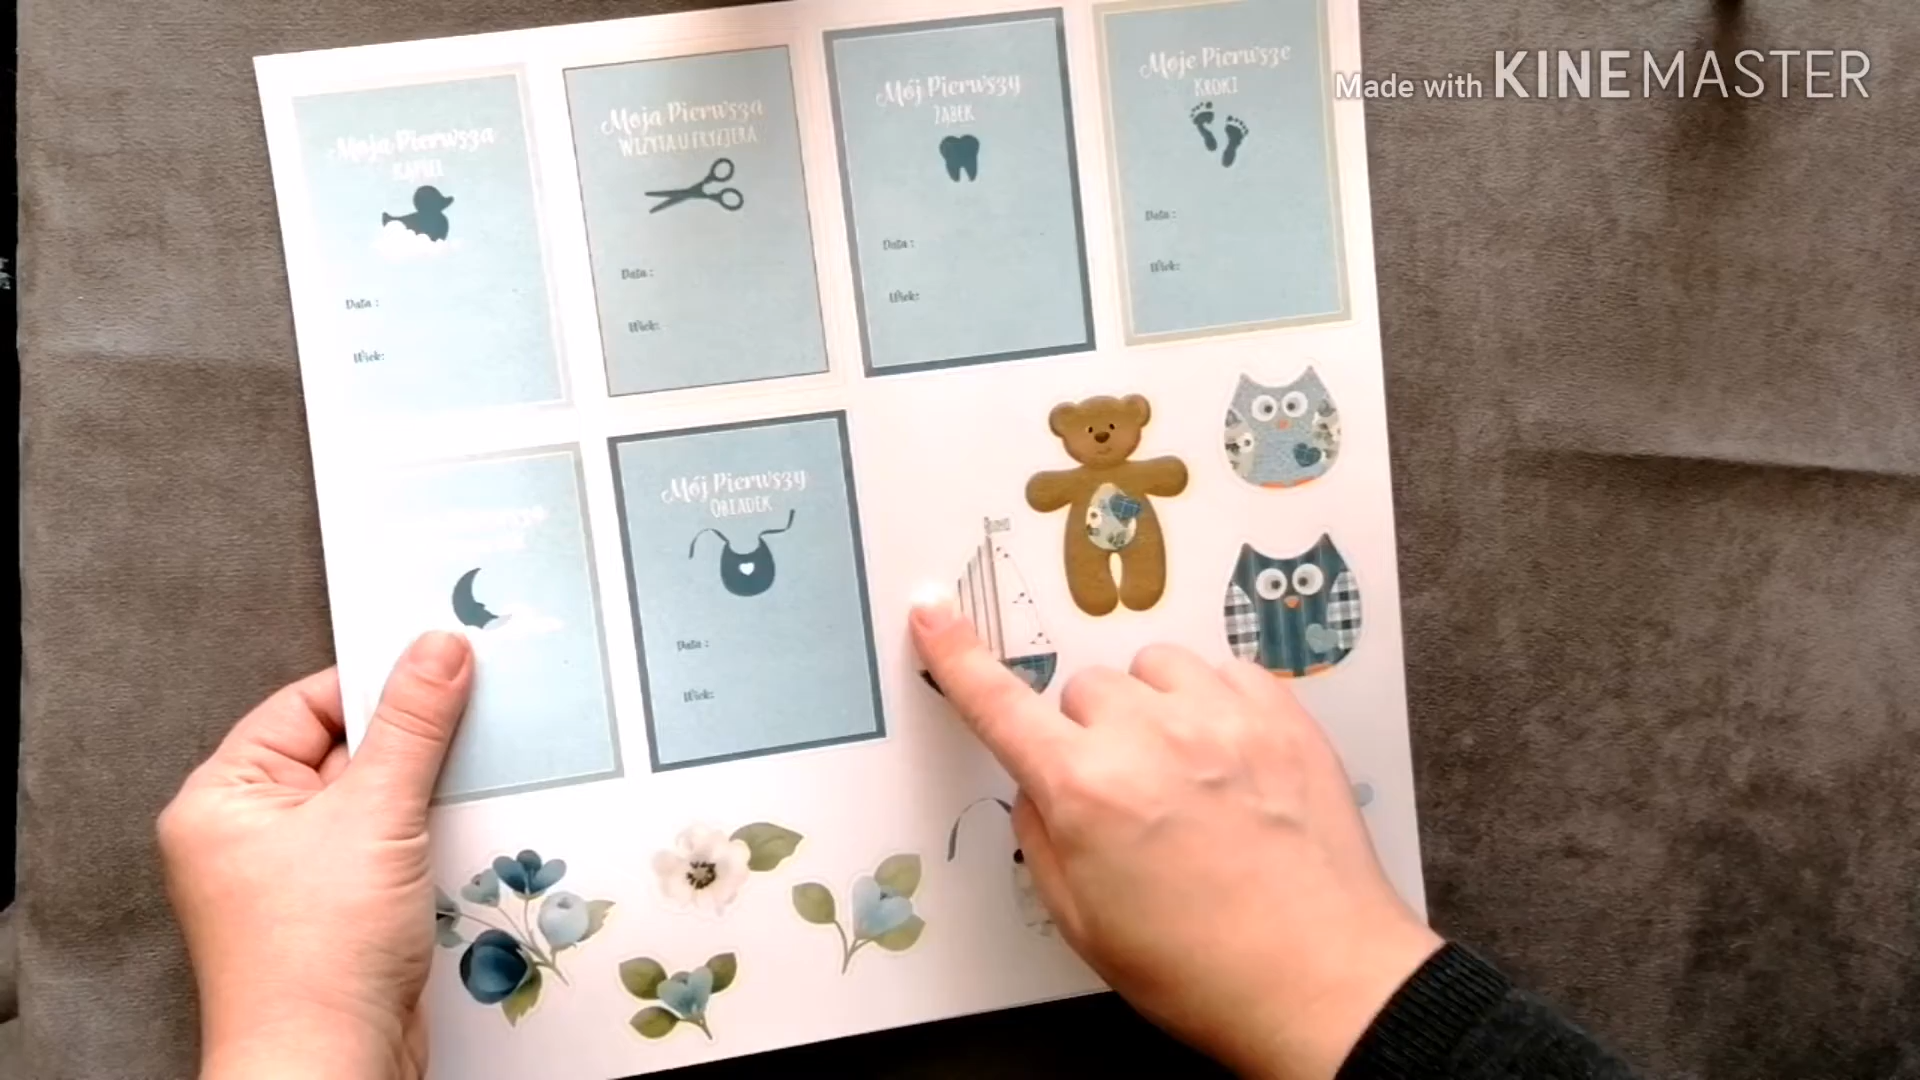 Made with KINEMASTER
Moja Pierwsza
KĄPIEL
Data :
Wiek:
Moja Pierwsza
WIZYTA U FRYZJERA
Data :
Wiek:
Mój Pierwszy
ZĄBEK
Data :
Wiek:
Moje Pierwsze
KROKI
Data :
Wiek:
Mój Pierwszy
OBIADEK
Data :
Wiek: